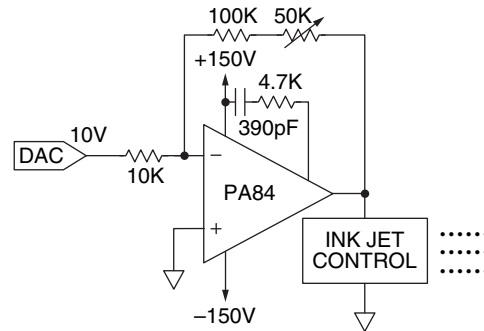 100K 50K
+150V
4.7K
390pF
10V
DAC
10K
PA84
–
+
INK JET
CONTROL
–150V